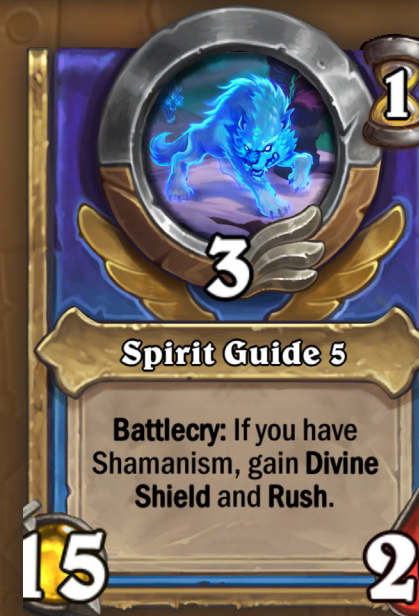 1
3
Spirit Guide 5
Battlecry: If you have
Shamanism, gain Divine
Shield and Rush.
15
2